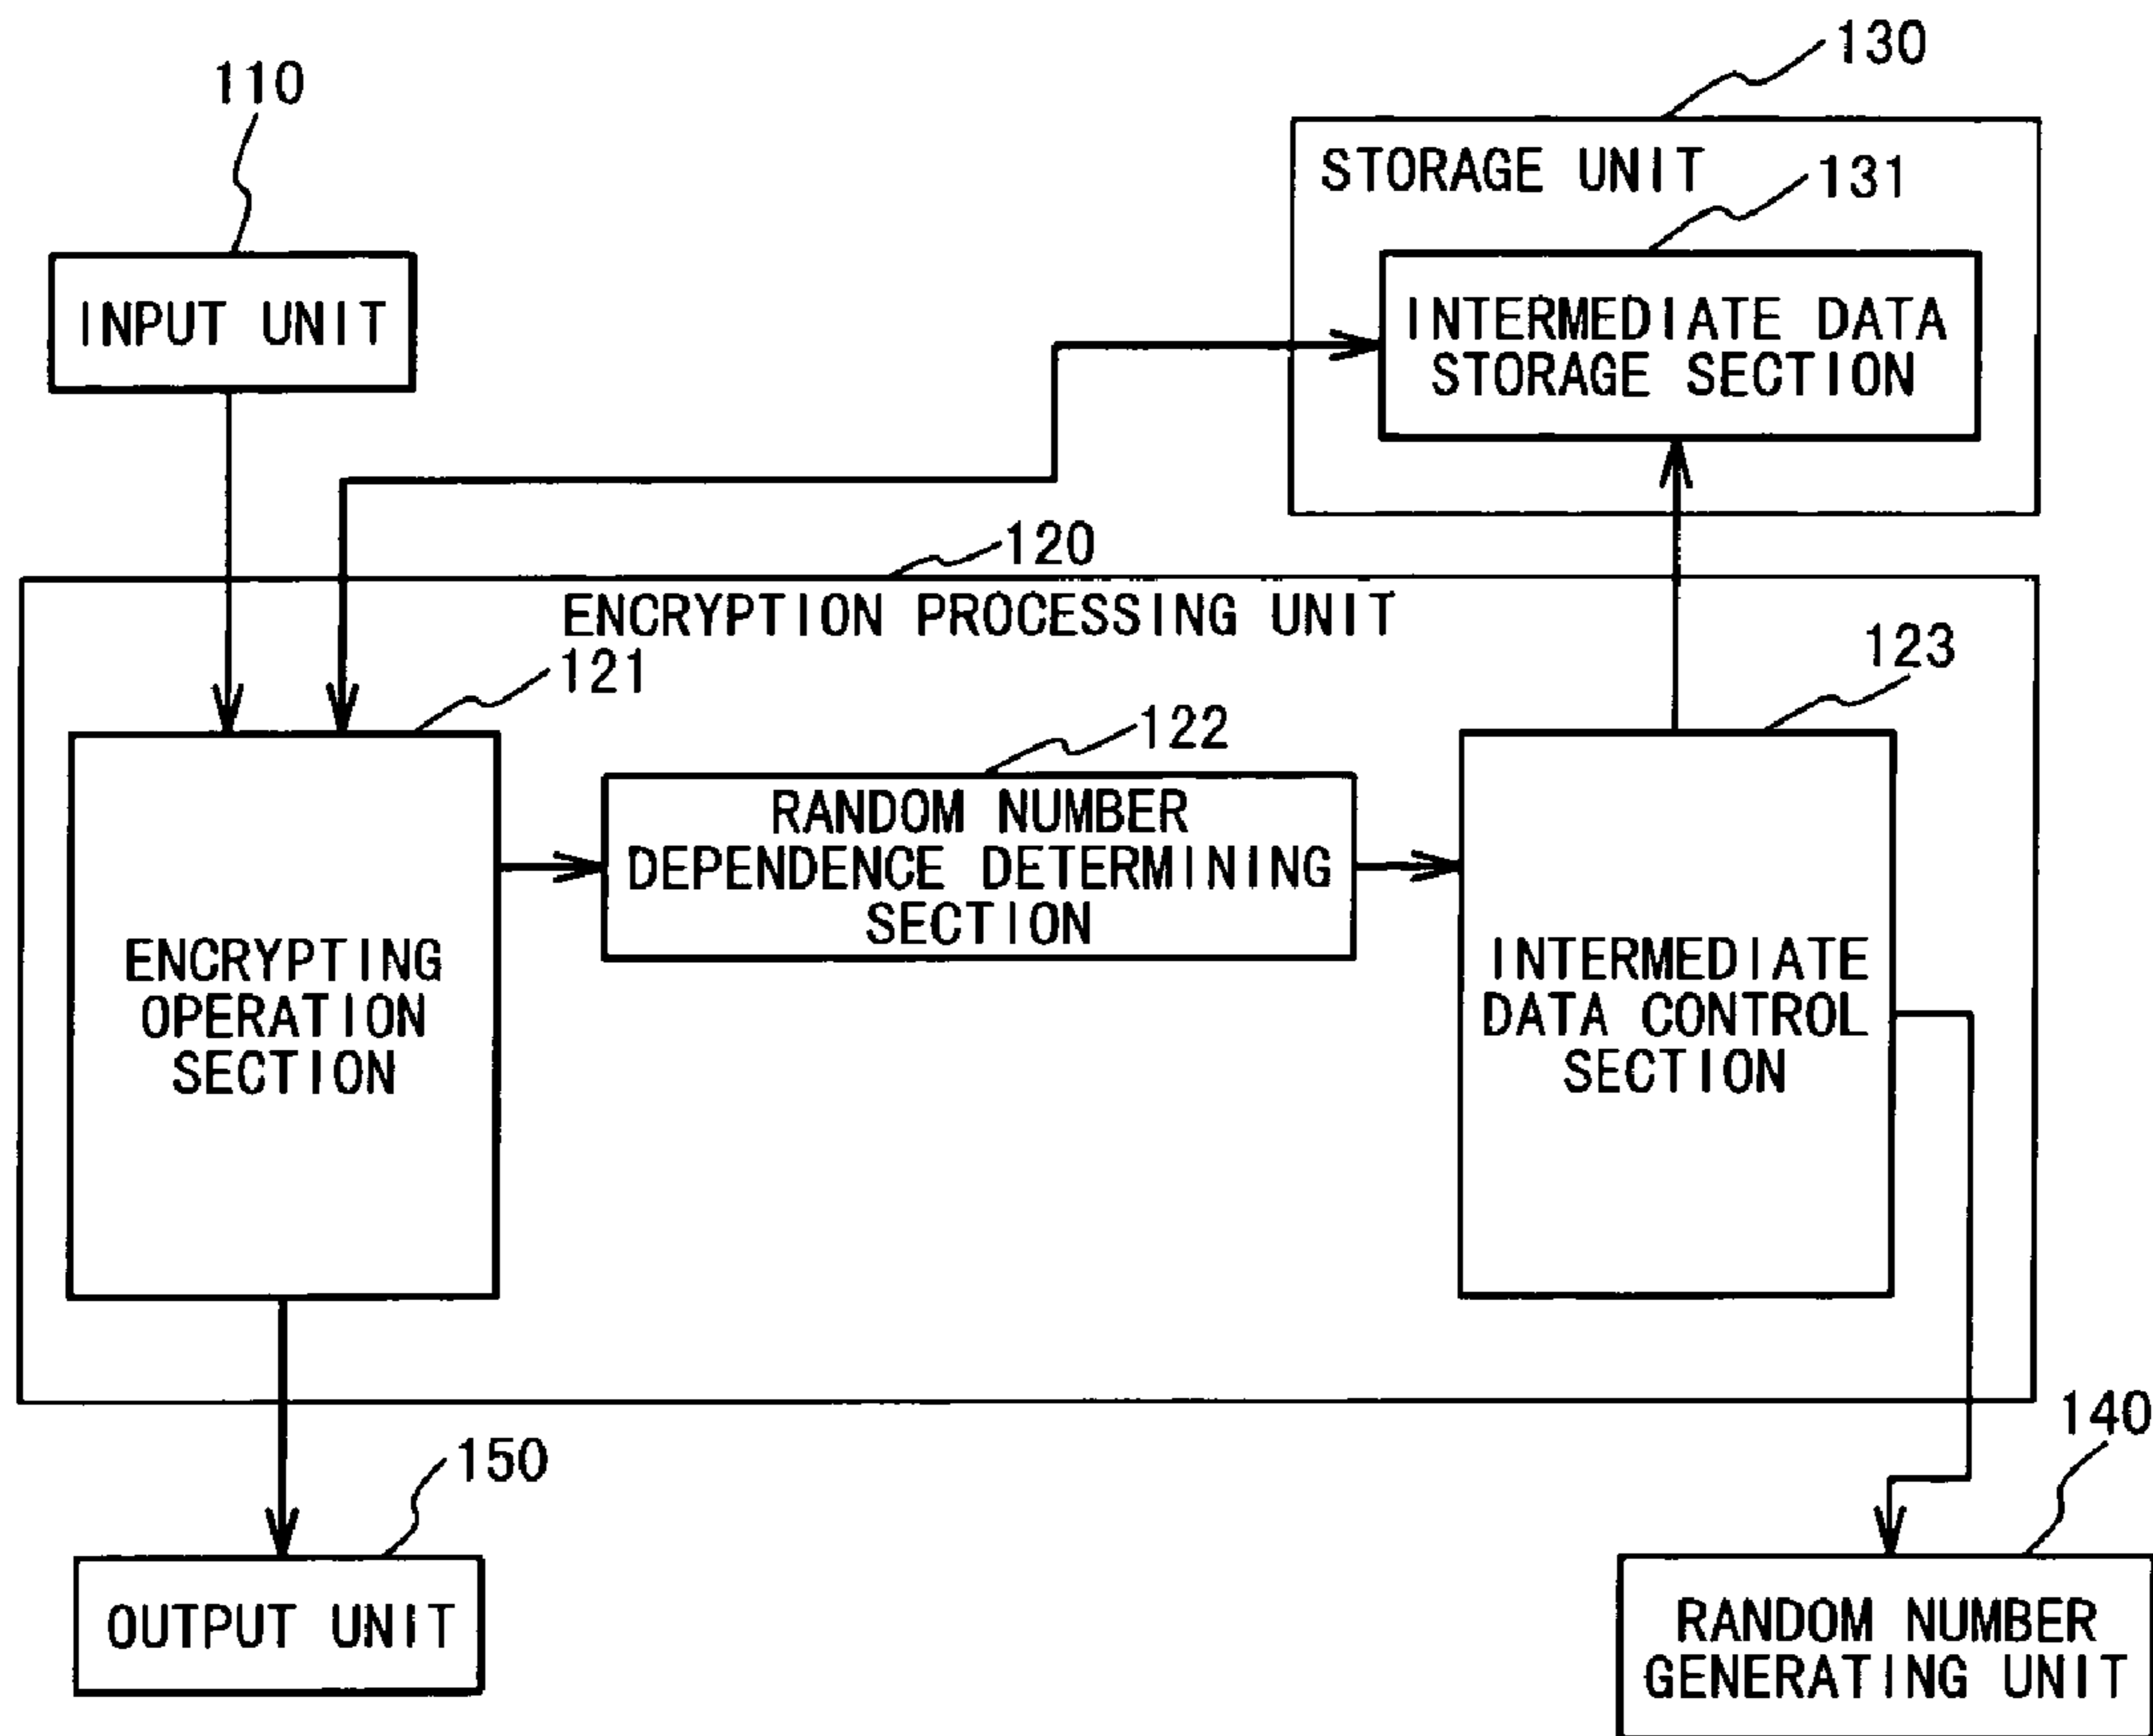 130
110
STORAGE UNIT
131
INPUT UNIT
INTERMEDIATE DATA
STORAGE SECTION
120
ENCRYPTION PROCESSING UNIT
121
123
122
RANDOM NUMBER
DEPENDENCE DETERMINING
SECTION
ENCRYPTING
OPERATION
SECTION
INTERMEDIATE
DATA CONTROL
SECTION
140
150
OUTPUT UNIT
RANDOM NUMBER
GENERATING UNIT